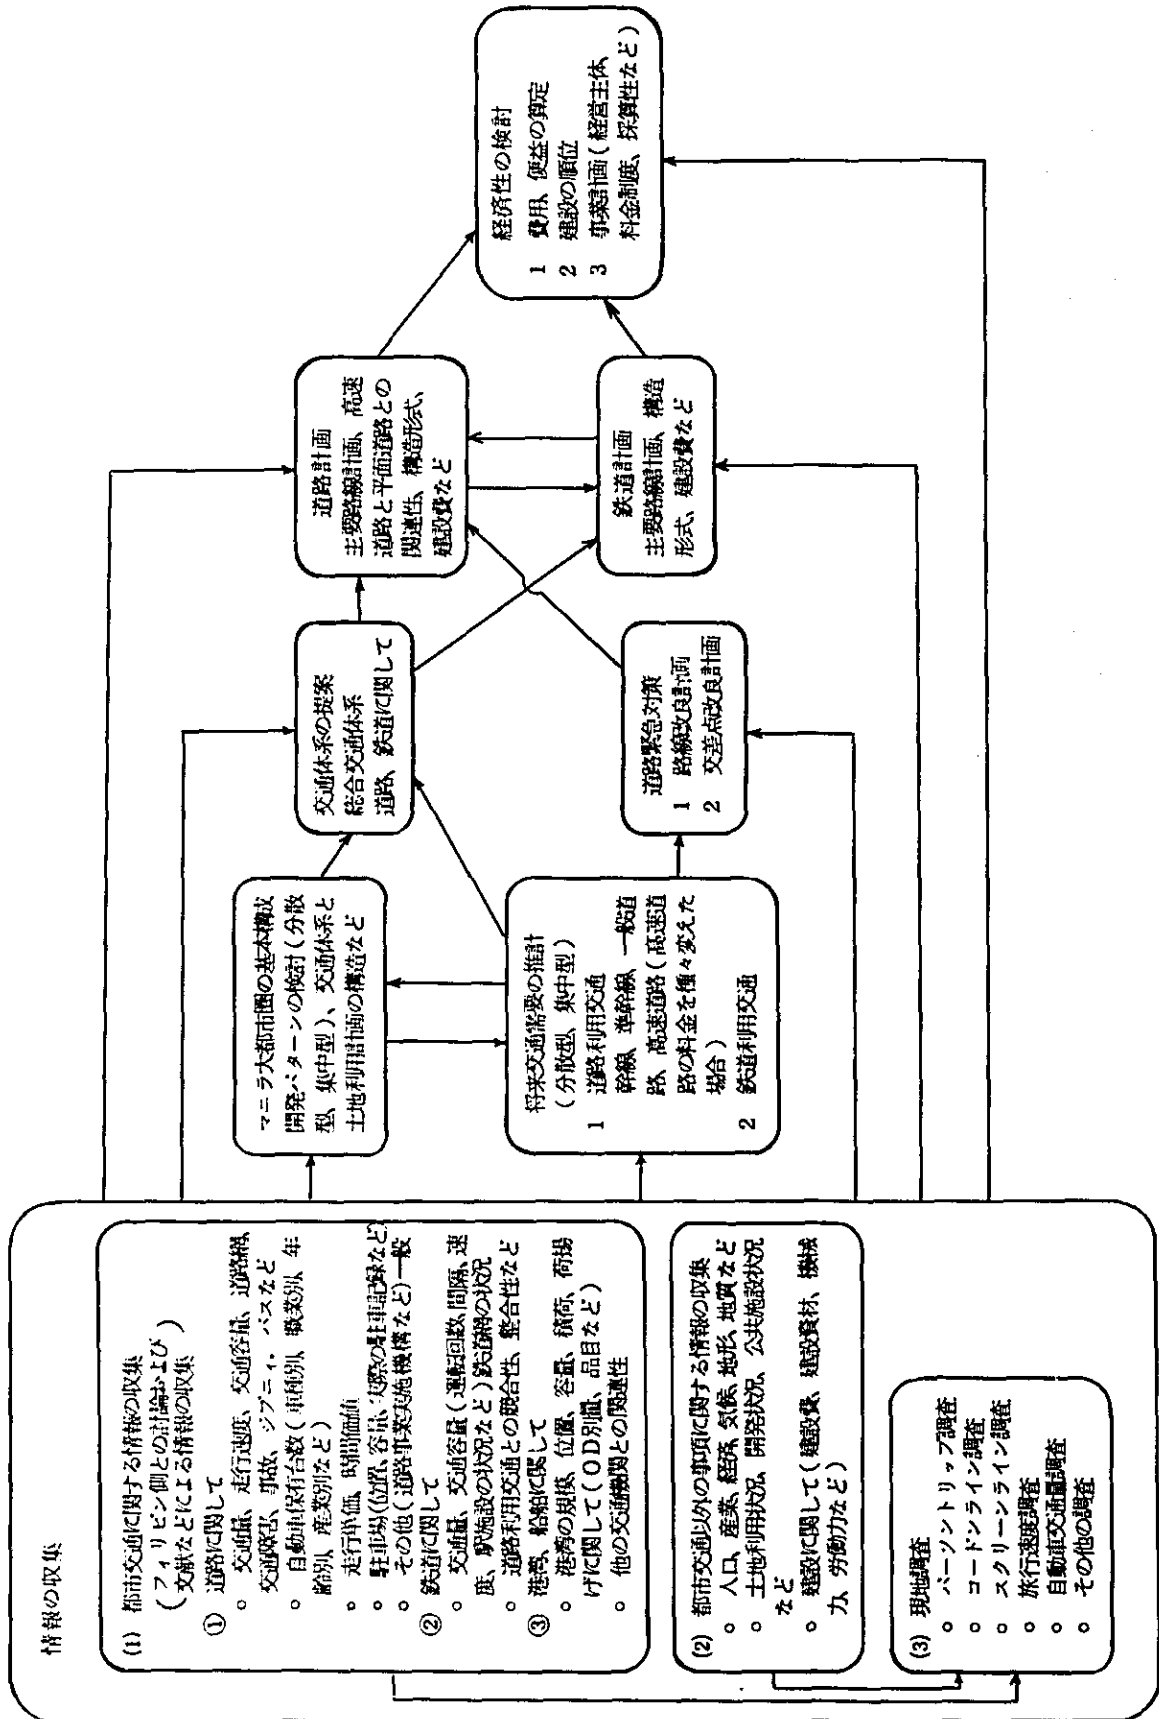 情報の収集
(1) 都市交通に関する情報の収集
(フィリピン側との討論および
文献などによる情報の収集)
① 道路に関して
○ 交通量、走行速度、交通容量、道路網、
交通障害、事故、ジプニィ、バスなど
○ 自動車保有台数(車種別、職業別、年
齢別、産業別など)
○ 走行単価、時間価値
○ 駐車場(位置、容量、実際の駐車記録など)
○ その他(道路事業実施機構など)一般
② 鉄道に関して
○ 交通量、交通容量(運転回数、間隔、速
度、駅施設の状況など)鉄道網の状況
○ 道路利用交通との競合性、整合性など
③ 港湾、船舶に関して
○ 港湾の規模、位置、容量、積荷、荷揚
げに関して(OD別量、品目など)
○ 他の交通機関との関連性
(2) 都市交通以外の事項に関する情報の収集
○ 人口、産業、経済、気候、地形、地質など
○ 土地利用状況、開発状況、公共施設状況
など
○ 建設に関して(建設費、建設資材、機械
力、労働力など)
(3) 現地調査
○ パーソントリップ調査
○ コードンライン調査
○ スクリーンライン調査
○ 旅行速度調査
○ 自動車交通量調査
○ その他の調査
マニラ大都市圏の基本構成
開発パターンの検討(分散
型、集中型)、交通体系と
土地利用計画の構造など
将来交通需要の推計
(分散型、集中型)
1 道路利用交通
幹線、準幹線、一般道
路、高速道路(高速道
路の料金を種々変えた
場合)
2 鉄道利用交通
交通体系の提案
総合交通体系
道路、鉄道に関して
道路緊急対策
1 路線改良計画
2 交差点改良計画
道路計画
主要路線計画、高速
道路と平面道路との
関連性、構造形式、
建設費など
鉄道計画
主要路線計画、構造
形式、建設費など
経済性の検討
1 費用、便益の算定
2 建設の順位
3 事業計画(経営主体、
料金制度、採算性など)